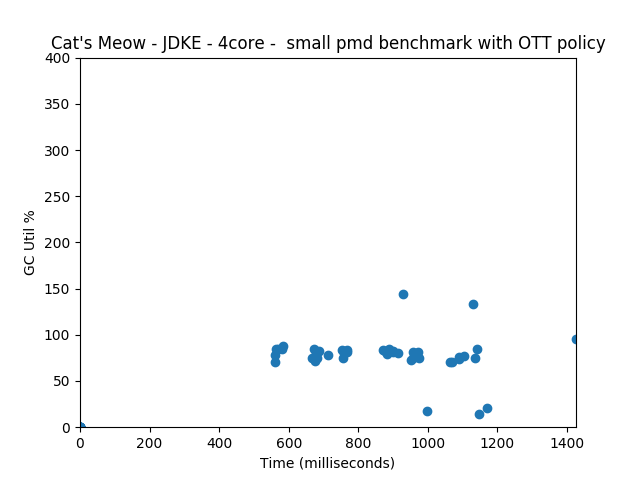 Cat's Meow - JDKE - 4core -  small pmd benchmark with OTT policy
400
350
300
250
200
150
100
50
0
GC Util %
0 200 400 600 800 1000 1200 1400
Time (milliseconds)